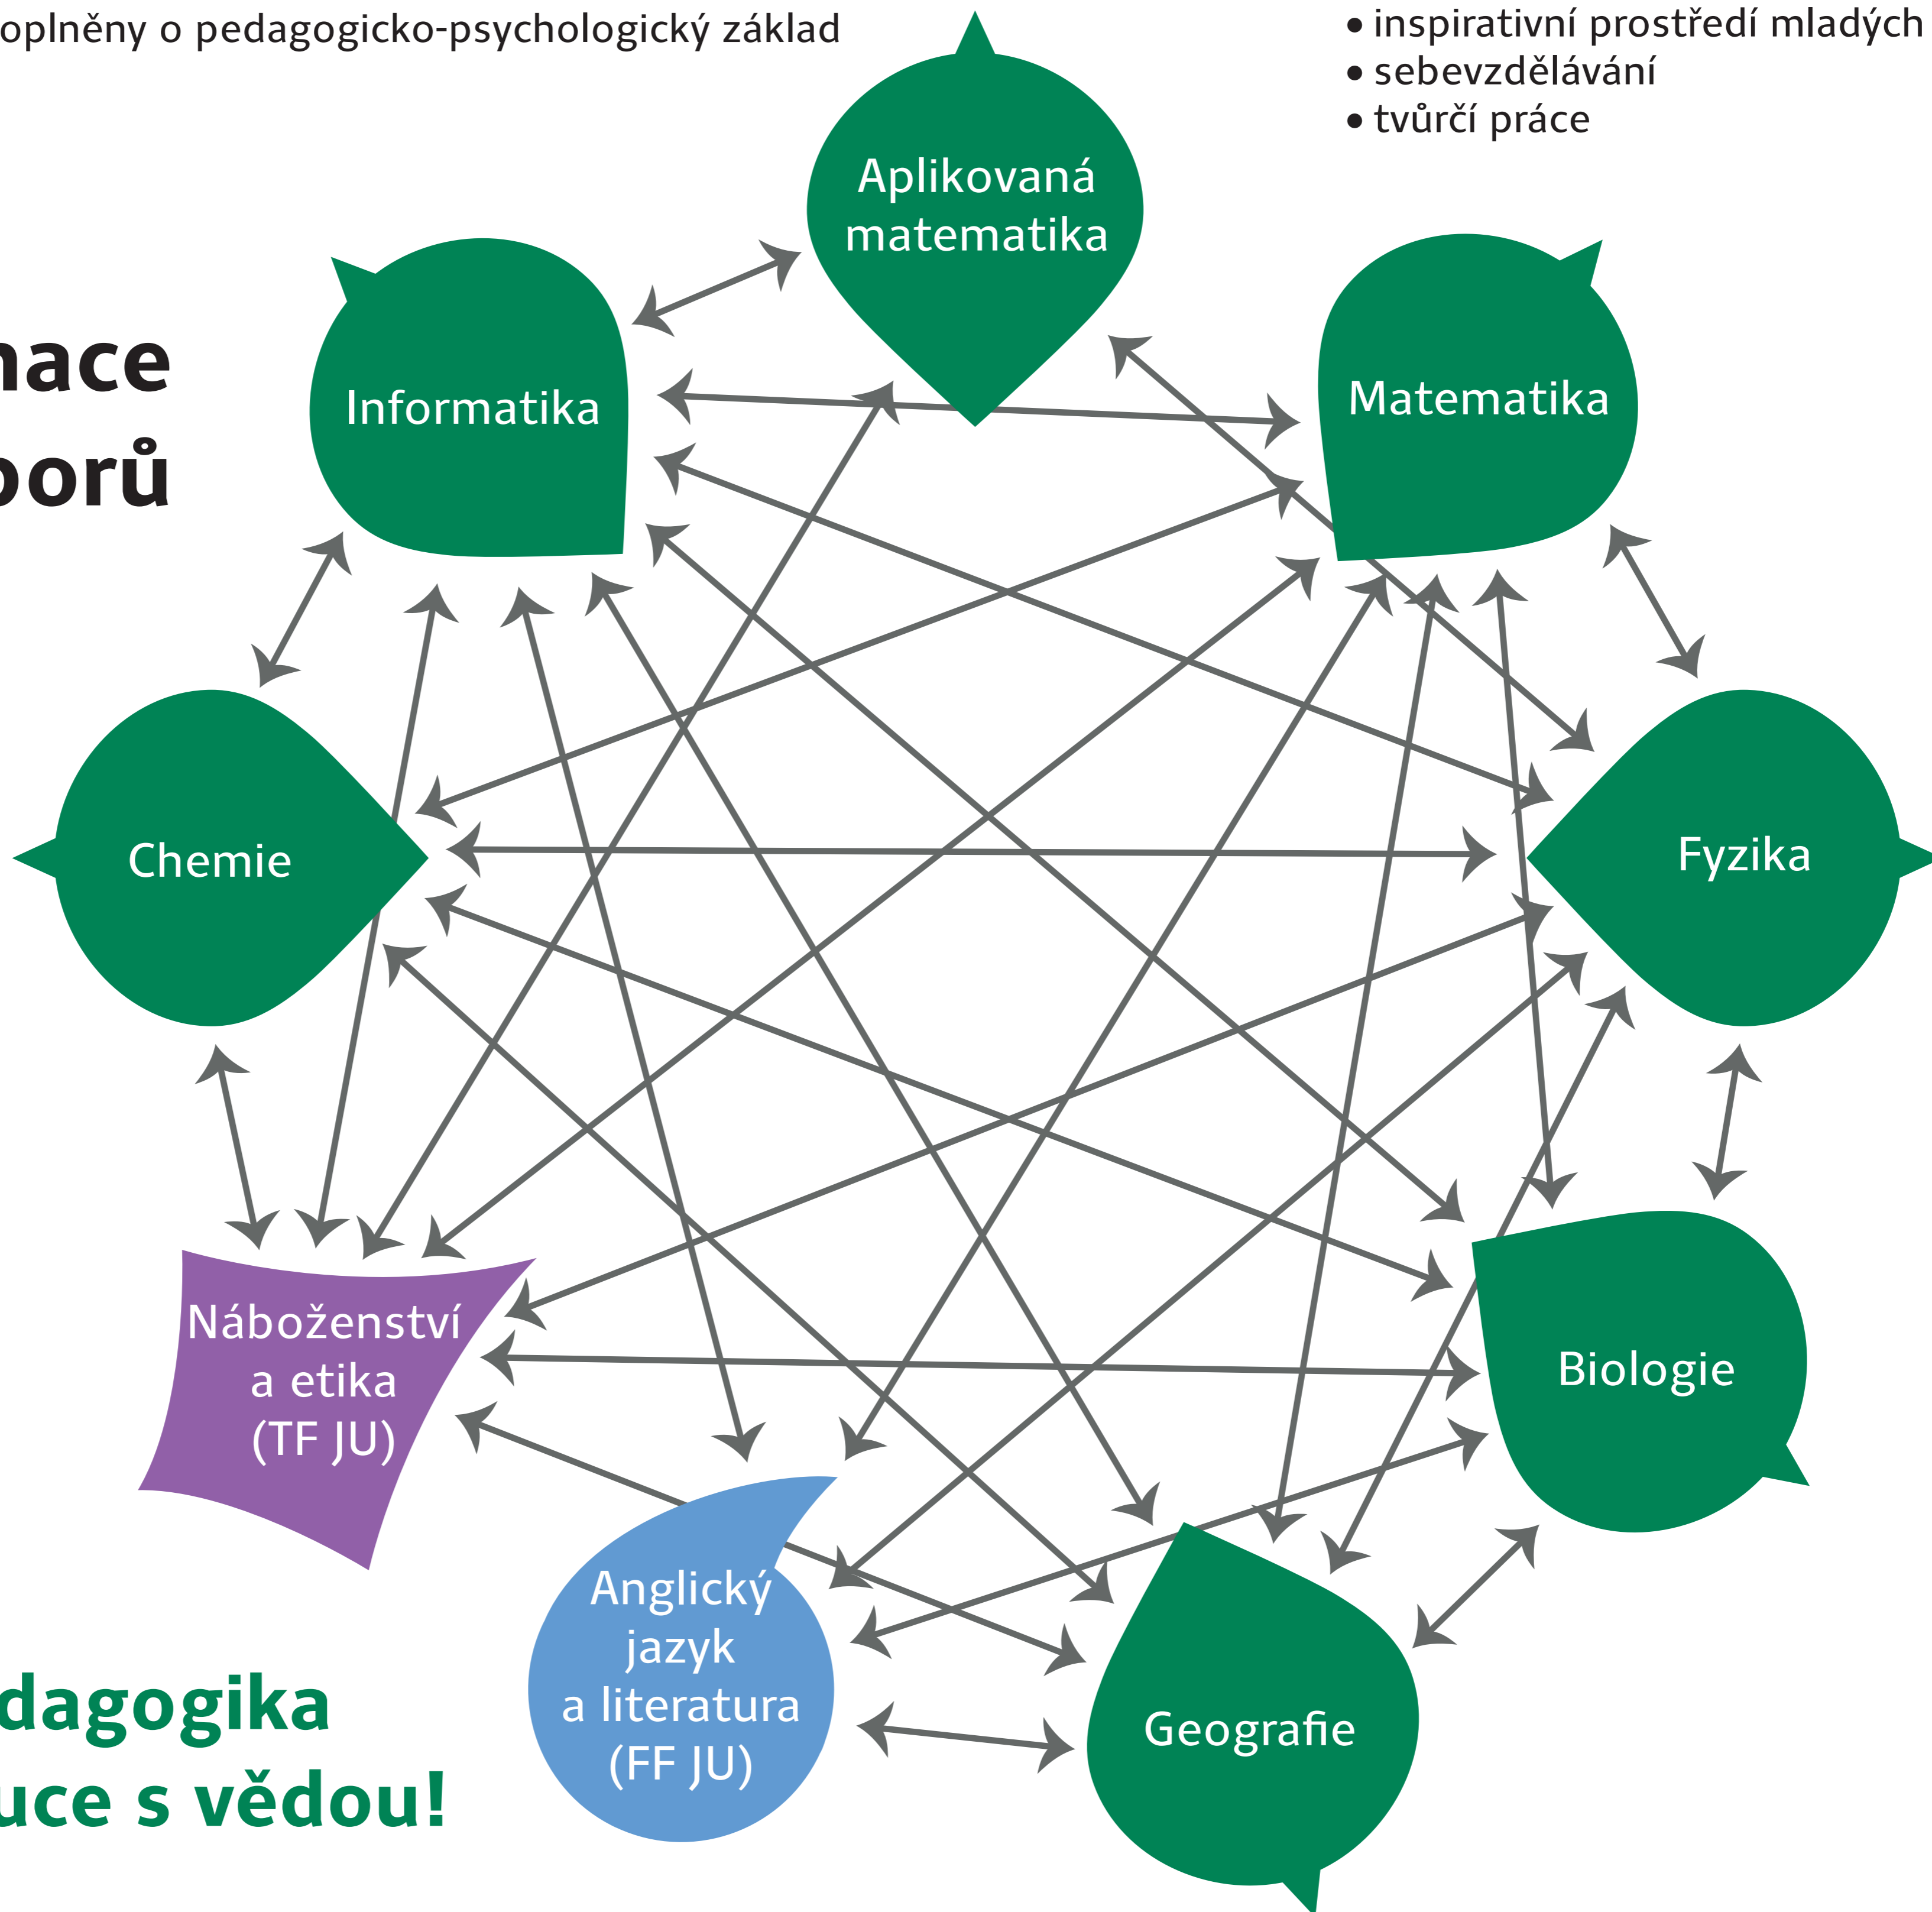 oplněny o pedagogicko-psychologický základ
• inspirativní prostředí mladých
• sebevzdělávání
• tvůrčí práce
Aplikovaná
matematika
nace
borů
Informatika
Matematika
Chemie
Fyzika
Náboženství
a etika
(TF JU)
Biologie
Anglický
jazyk
a literatura
(FF JU)
Geografie
dagogika
uce s vědou!